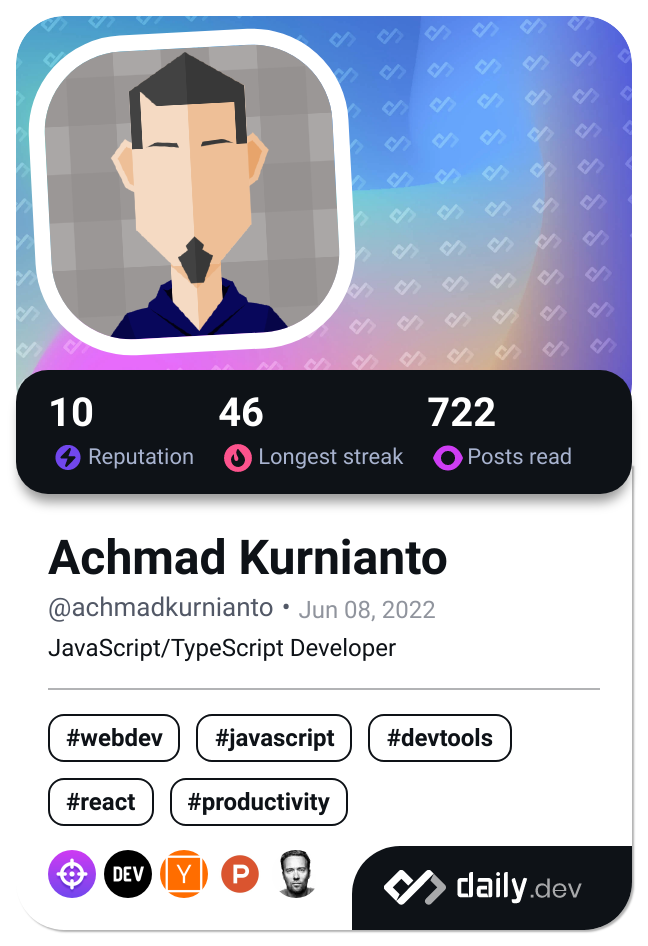 10 46 722
Reputation Longest streak Posts read
Achmad Kurnianto
@achmadkurnianto • Jun 08, 2022
JavaScript/TypeScript Developer
#webdev #javascript #devtools
#react #productivity
DEV Y P
daily.dev